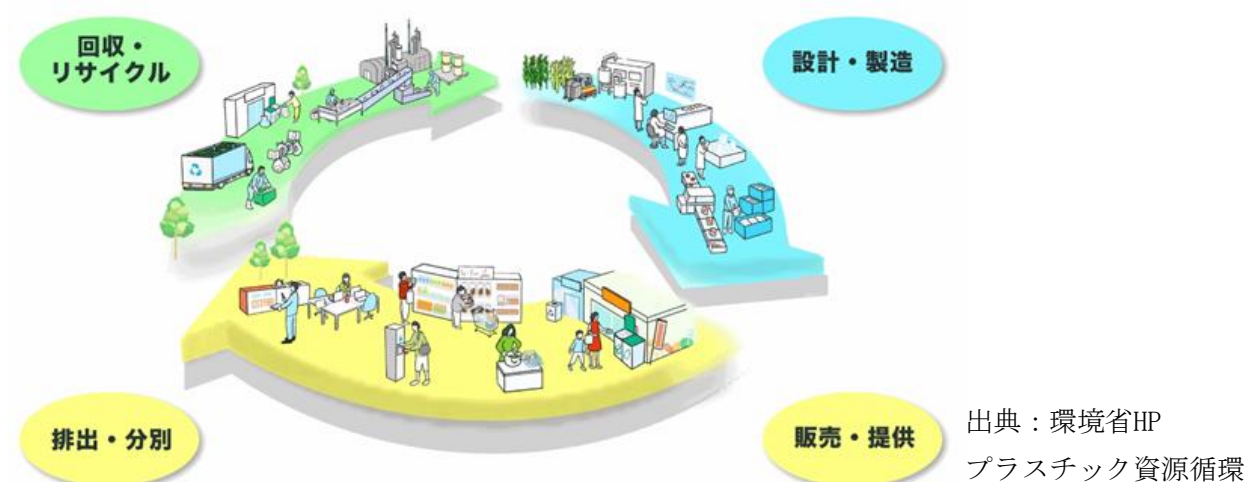 回収・
リサイクル
設計・製造
排出・分別
販売・提供
出典：環境省HP
プラスチック資源循環